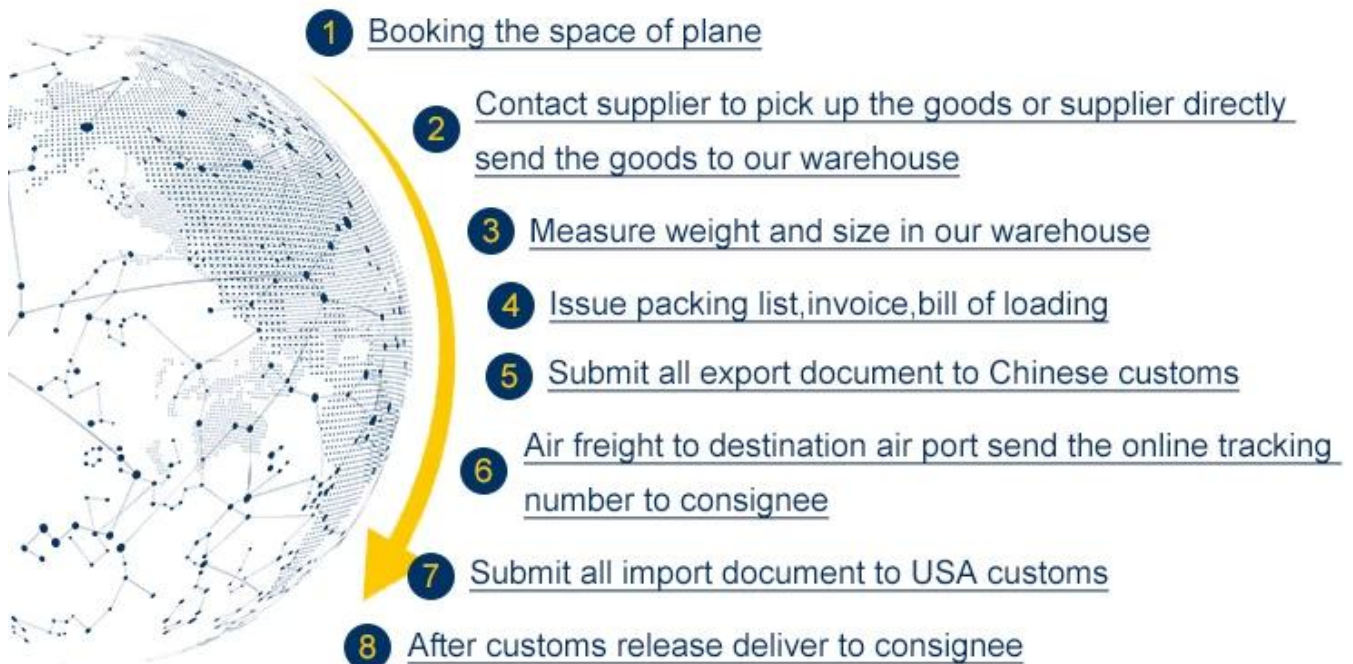 1 Booking the space of plane
2 Contact supplier to pick up the goods or supplier directly
send the goods to our warehouse
3 Measure weight and size in our warehouse
4 Issue packing list,invoice,bill of loading
5 Submit all export document to Chinese customs
6 Air freight to destination air port send the online tracking
number to consignee
7 Submit all import document to USA customs
8 After customs release deliver to consignee